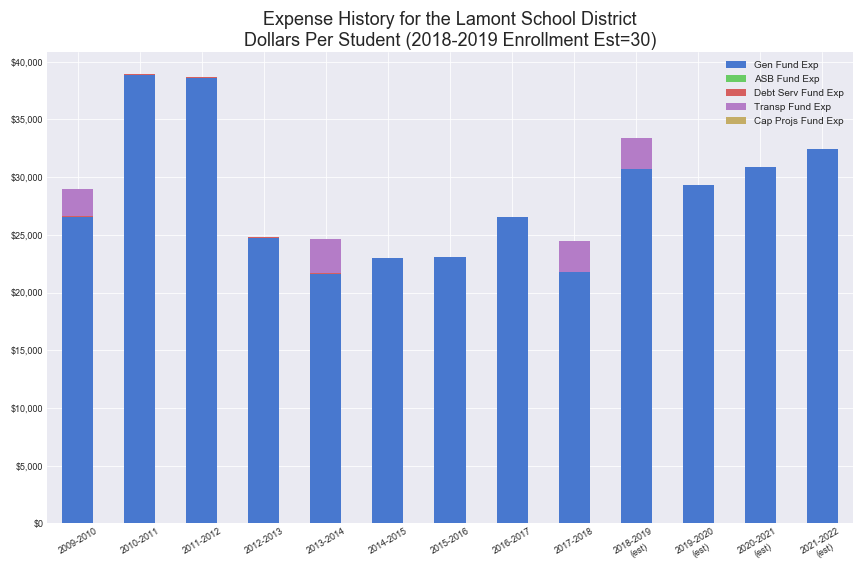 Expense History for the Lamont School District
Dollars Per Student (2018-2019 Enrollment Est=30)
Gen Fund Exp
ASB Fund Exp
Debt Serv Fund Exp
Transp Fund Exp
Cap Projs Fund Exp
$40,000
$35,000
$30,000
$25,000
$20,000
$15,000
$10,000
$5,000
$0
2009-2010
2010-2011
2011-2012
2012-2013
2013-2014
2014-2015
2015-2016
2016-2017
2017-2018
2018-2019
(est)
2019-2020
(est)
2020-2021
(est)
2021-2022
(est)